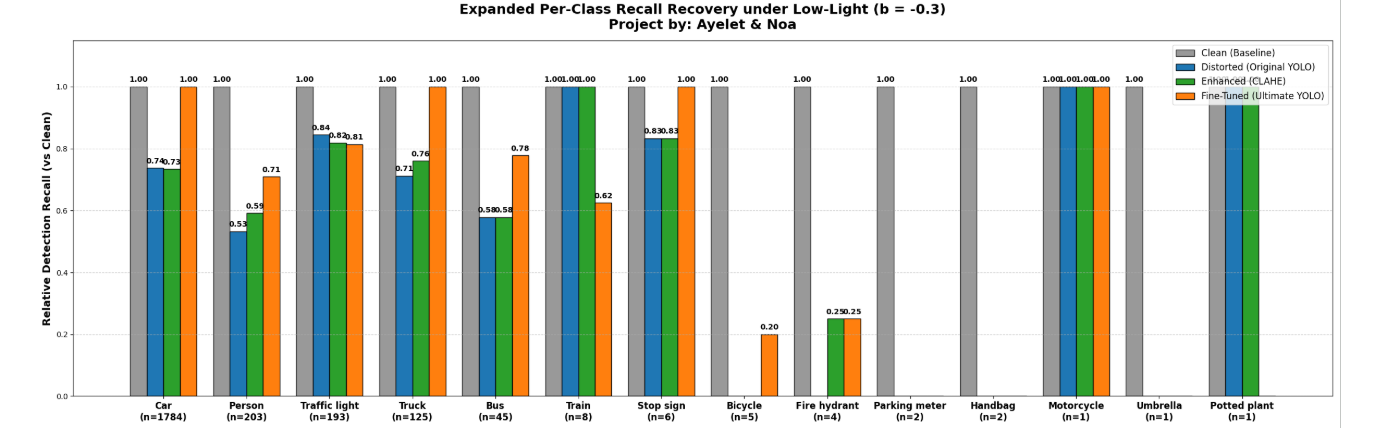 Expanded Per-Class Recall Recovery under Low-Light (b = -0.3)
Project by: Ayelet & Noa
Clean (Baseline)
Distorted (Original YOLO)
Enhanced (CLAHE)
Fine-Tuned (Ultimate YOLO)
Relative Detection Recall (vs Clean)
1.0
0.8
0.6
0.4
0.2
0.0
1.00 0.74 0.73 1.00
1.00 0.53 0.59 0.71
1.00 0.84 0.82 0.81
1.00 0.71 0.76 1.00
1.00 0.58 0.58 0.78
1.00 1.00 1.00 0.62
1.00 0.83 0.83 1.00
1.00 0.20
1.00 0.25 0.25
1.00
1.00
1.00 1.00 1.00 1.00
1.00
Car Person Traffic light Truck Bus Train Stop sign Bicycle Fire hydrant Parking meter Handbag Motorcycle Umbrella Potted plant
(n=1784) (n=203) (n=193) (n=125) (n=45) (n=8) (n=6) (n=5) (n=4) (n=2) (n=2) (n=1) (n=1) (n=1)